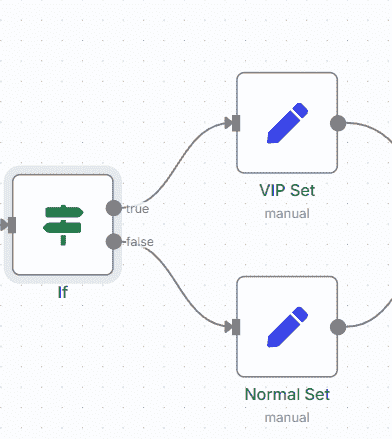 VIP Set
manual
true
false
If
Normal Set
manual